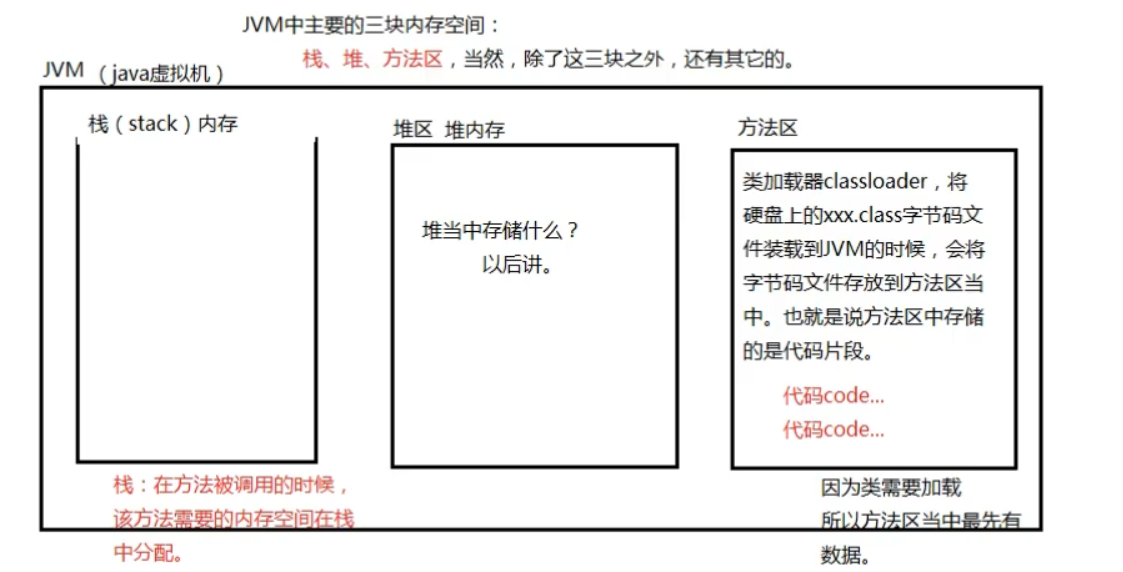 JVM中主要的三块内存空间：
栈、堆、方法区，当然，除了这三块之外，还有其它的。
JVM（java虚拟机）
栈（stack）内存
堆区 堆内存
方法区
堆当中存储什么？
以后讲。
类加载器classloader，将
硬盘上的xxx.class字节码文
件装载到JVM的时候，会将
字节码文件存放到方法区当
中。也就是说方法区中存储
的是代码片段。
代码code...
代码code...
栈：在方法被调用的时候，
该方法需要的内存空间在栈
中分配。
因为类需要加载
所以方法区当中最先有
数据。